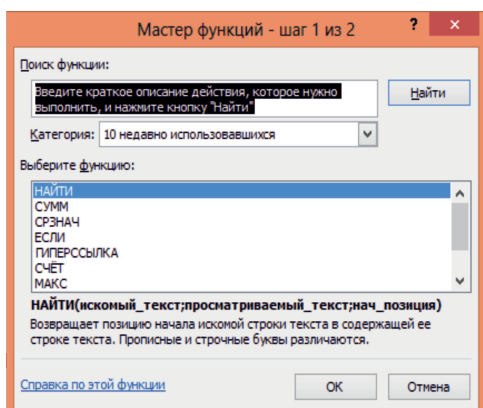 Мастер функций - шаг 1 из 2
? ×
Поиск функции:
Введите краткое описание действия, которое нужно
выполнить, и нажмите кнопку "Найти"
Найти
Категория: 10 недавно использовавшихся
Выберите функцию:
НАЙТИ
СУММ
СРЗНАЧ
ЕСЛИ
ГИПЕРССЫЛКА
СЧЁТ
МАКС
НАЙТИ(искомый_текст;просматриваемый_текст;нач_позиция)
Возвращает позицию начала искомой строки текста в содержащей ее
строке текста. Прописные и строчные буквы различаются.
Справка по этой функции
ОК
Отмена